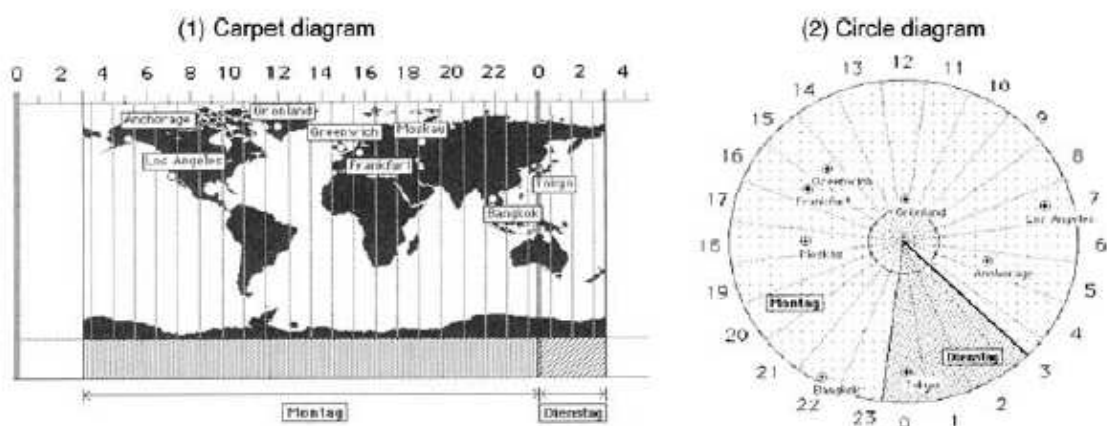 (1) Carpet diagram
0 2 4 6 8 10 12 14 16 18 20 22 0 2 4
Grönland
Anchorage
Greenwich
Moskau
Los Angeles
Frankfurt
Tokyo
Bangkok
Montag
Dienstag
(2) Circle diagram
12
13 11
14 10
15 9
16 8
17 7
18 6
19 5
20 4
21 3
22 2
23 1
0
Greenwich
Frankfurt
Grönland
Los Angeles
Moskau
Anchorage
Montag
Dienstag
Bangkok
Tokyo